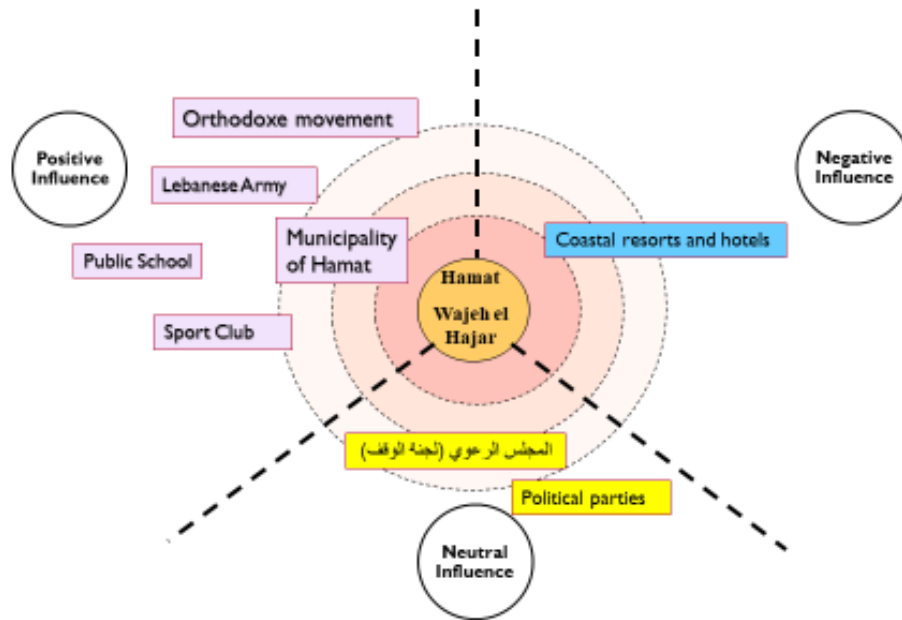 Orthodoxe movement
Positive
Influence
Negative
Influence
Lebanese Army
Municipality
of Hamat
Coastal resorts and hotels
Public School
Hamat
Wajeh el
Hajar
Sport Club
المجلس الرعوي (لجنة الوقف)
Political parties
Neutral
Influence